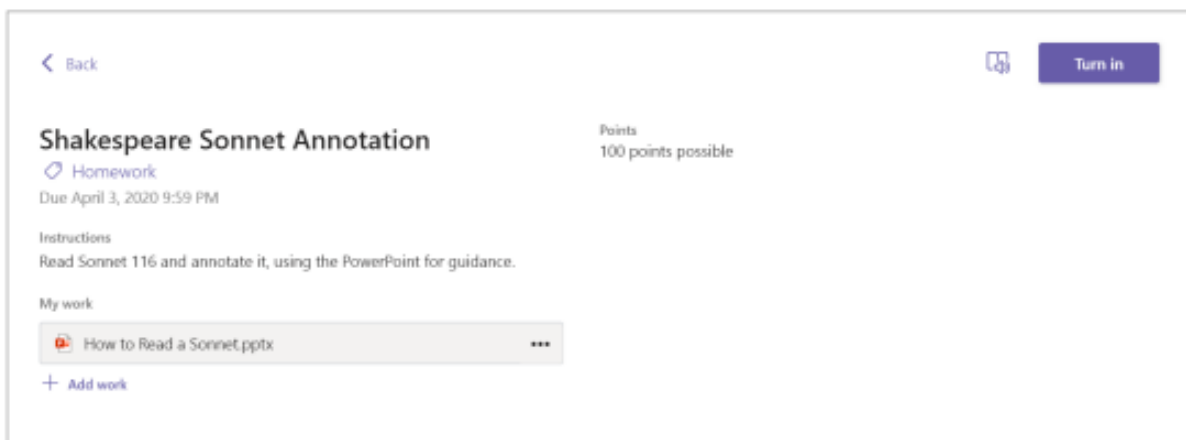 Back
Turn in
Shakespeare Sonnet Annotation
Homework
Due April 3, 2020 9:59 PM
Points
100 points possible
Instructions
Read Sonnet 116 and annotate it, using the PowerPoint for guidance.
My work
How to Read a Sonnet.pptx
Add work